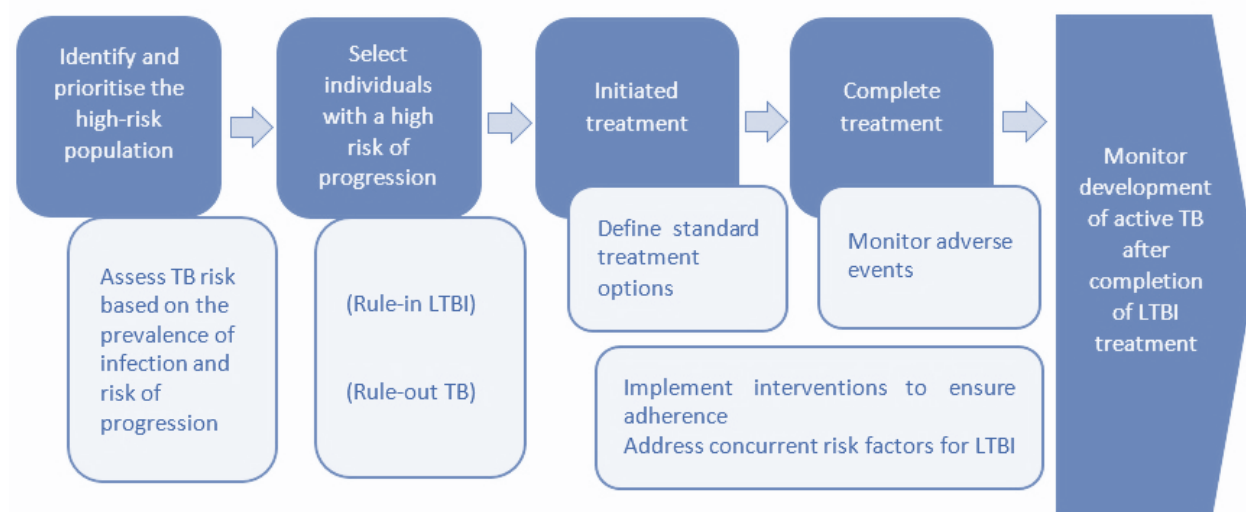 Identify and
prioritise the
high-risk
population
Select
individuals
with a high
risk of
progression
Initiated
treatment
Complete
treatment
Monitor
development
of active TB
after
completion
of LTBI
treatment
Assess TB risk
based on the
prevalence of
infection and
risk of
progression
(Rule-in LTBI)
(Rule-out TB)
Define standard
treatment
options
Monitor adverse
events
Implement interventions to ensure
adherence
Address concurrent risk factors for LTBI